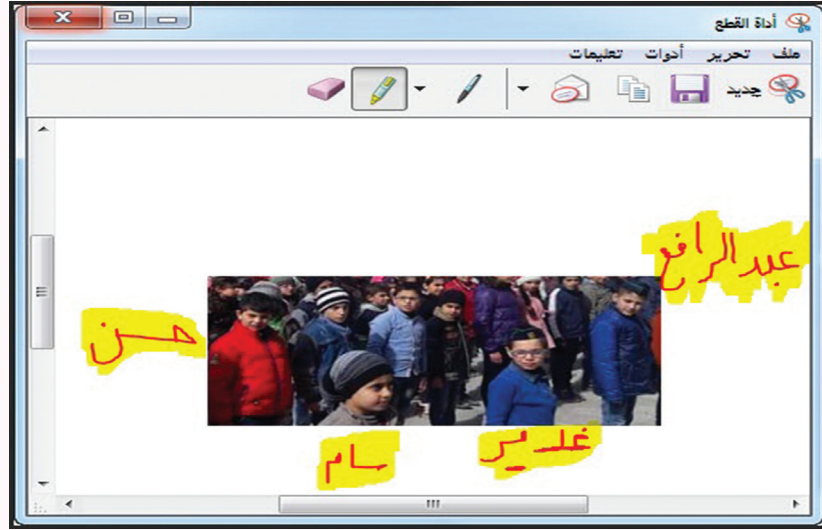 أداة القطع
ملف تحرير أدوات تعليمات
جديد
عبد الرافع
حسن
غدير
سام